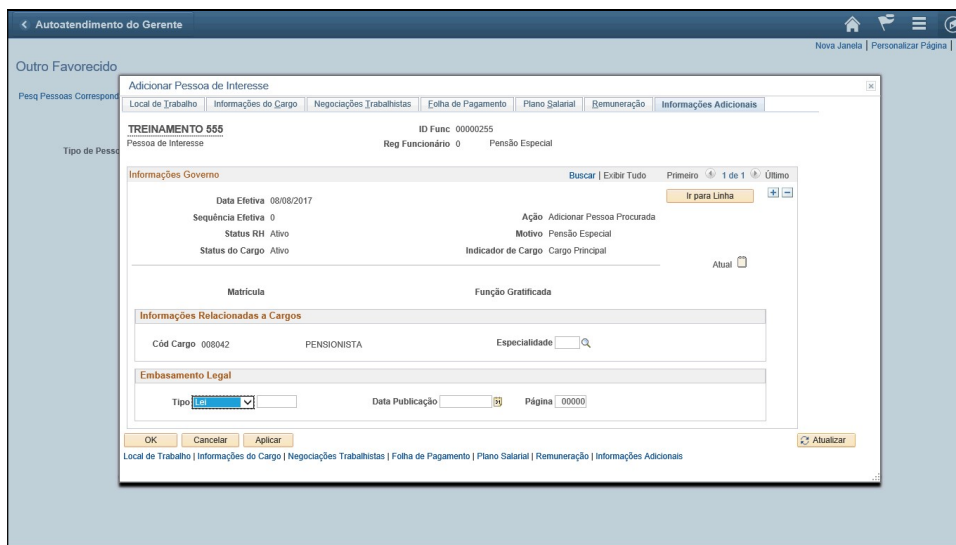 Autoatendimento do Gerente
Nova Janela | Personalizar Página |
Outro Favorecido
Adicionar Pessoa de Interesse
Pesq Pessoas Correspond
Local de Trabalho Informações do Cargo Negociações Trabalhistas Folha de Pagamento Plano Salarial Remuneração Informações Adicionais
TREINAMENTO 555 ID Func 00000255
Pessoa de Interesse Reg Funcionário 0 Pensão Especial
Tipo de Pesso
Informações Governo Buscar | Exibir Tudo Primeiro 1 de 1 Último
Data Efetiva 08/08/2017 Ir para Linha
Sequência Efetiva 0 Ação Adicionar Pessoa Procurada
Status RH Ativo Motivo Pensão Especial
Status do Cargo Ativo Indicador de Cargo Cargo Principal
Atual
Matrícula Função Gratificada
Informações Relacionadas a Cargos
Cód Cargo 008042 PENSIONISTA Especialidade
Embasamento Legal
Tipo Lei Data Publicação Página 00000
OK Cancelar Aplicar Atualizar
Local de Trabalho | Informações do Cargo | Negociações Trabalhistas | Folha de Pagamento | Plano Salarial | Remuneração | Informações Adicionais